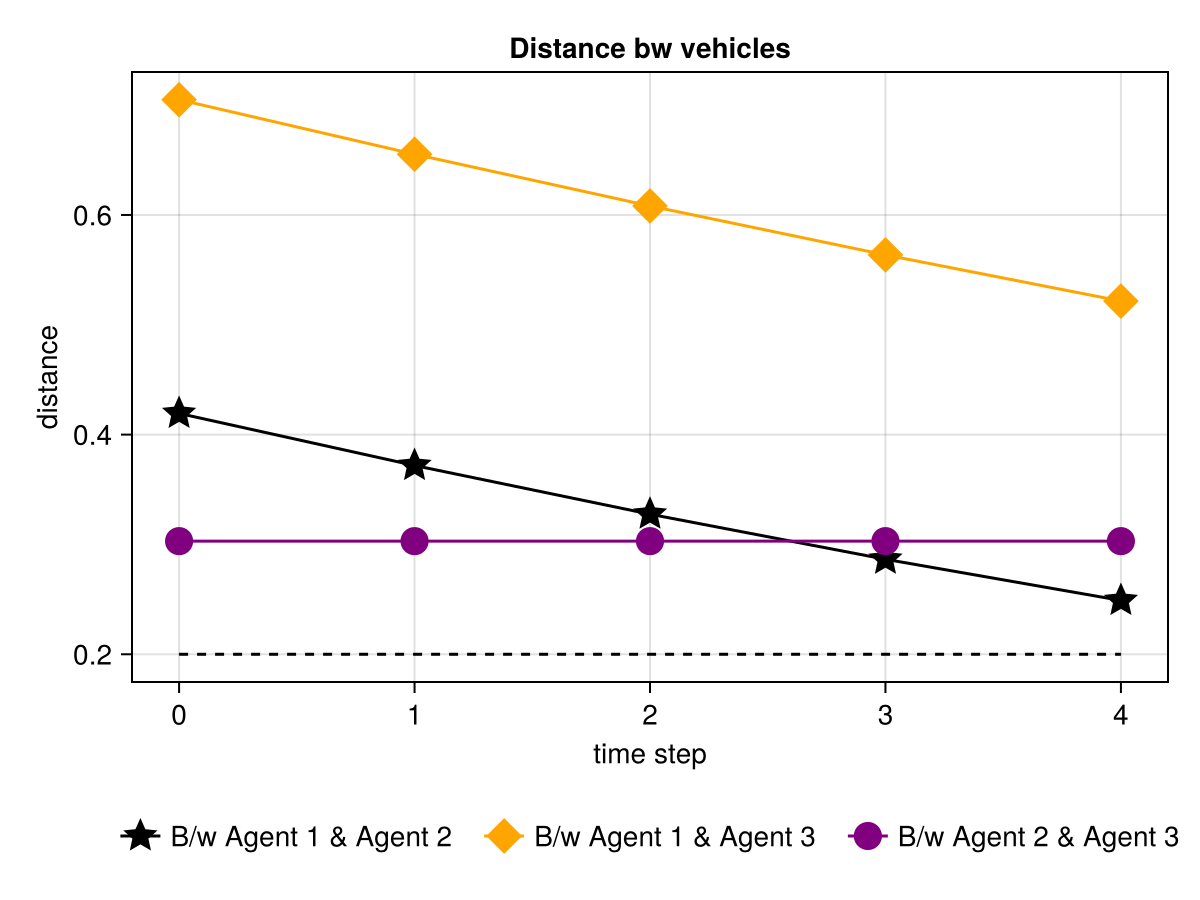 Distance bw vehicles
distance
0.6
0.4
0.2
0 1 2 3 4
time step
B/w Agent 1 & Agent 2 B/w Agent 1 & Agent 3 B/w Agent 2 & Agent 3